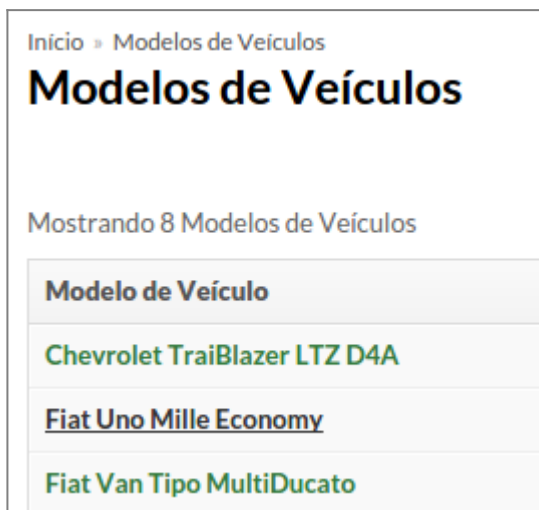 Início » Modelos de Veículos
Modelos de Veículos
Mostrando 8 Modelos de Veículos
Modelo de Veículo
Chevrolet TraiBlazer LTZ D4A
Fiat Uno Mille Economy
Fiat Van Tipo MultiDucato